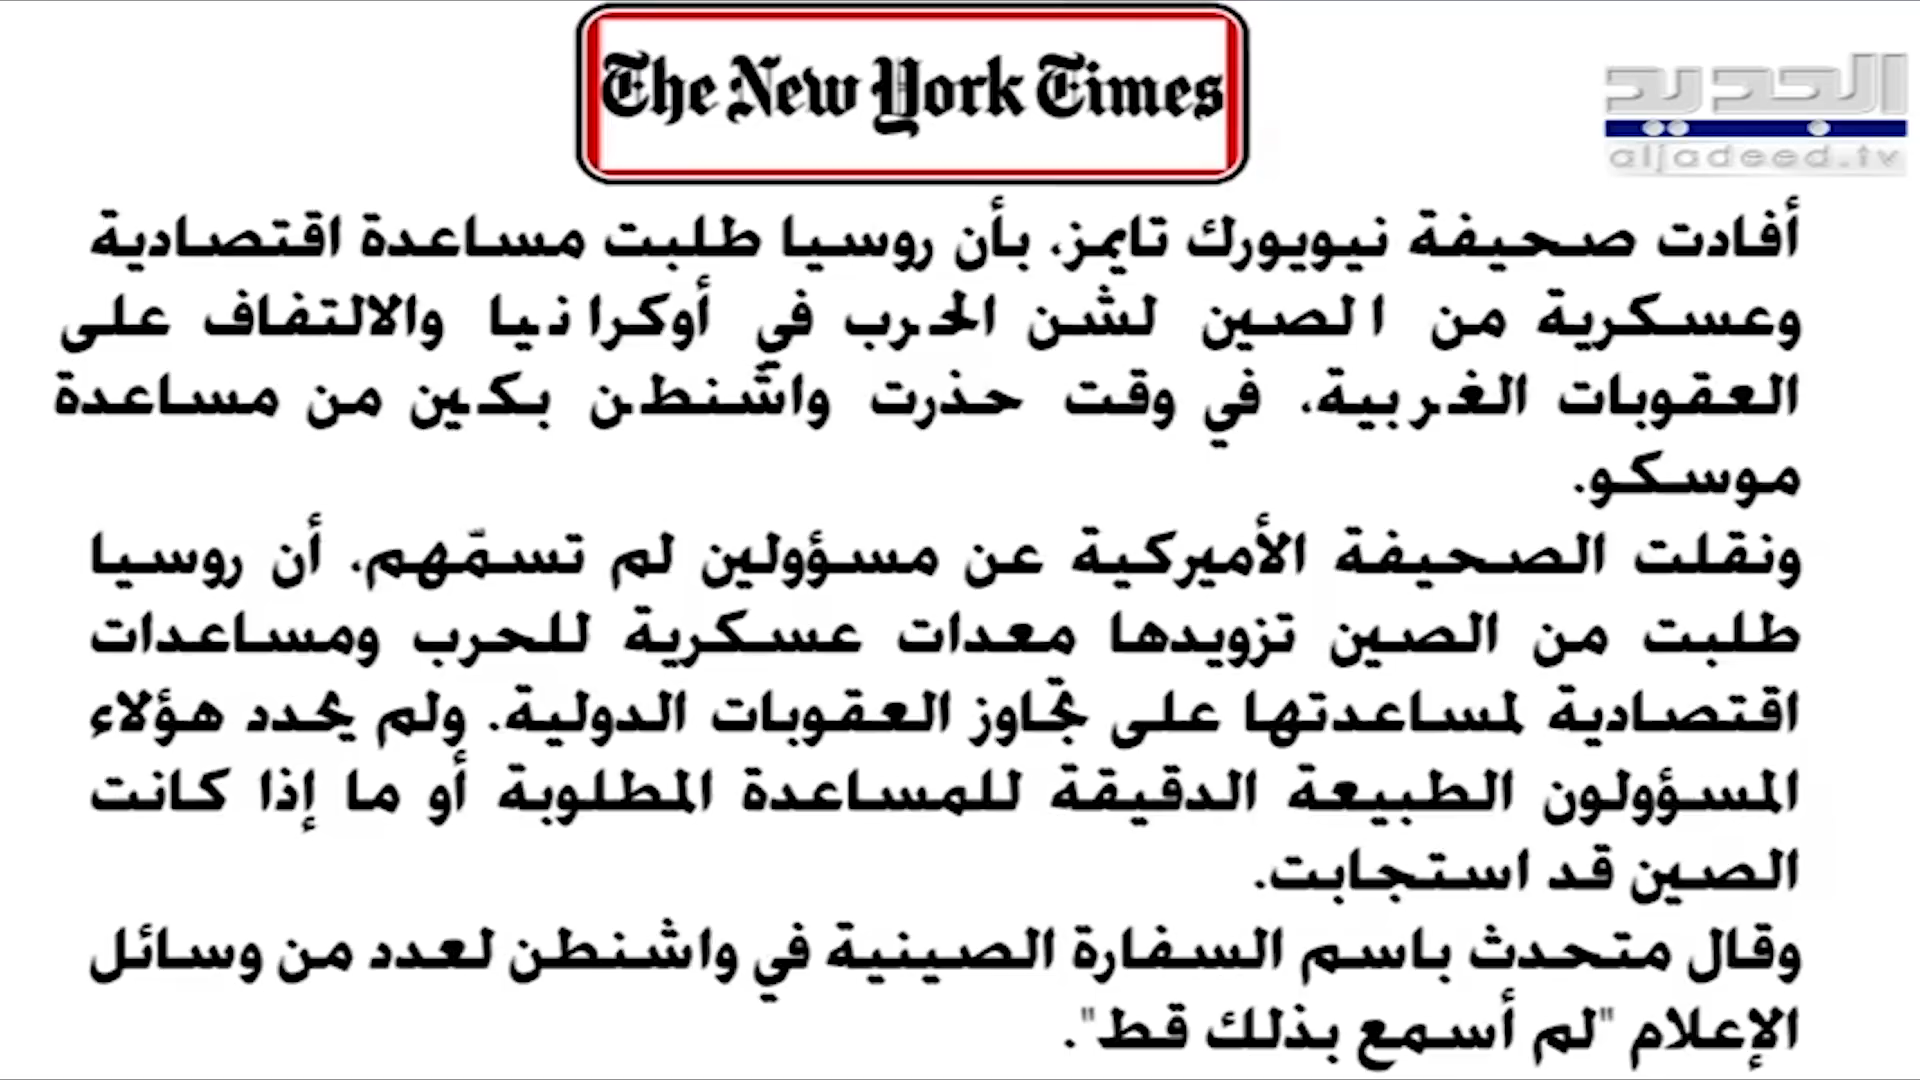 The New York Times
الجديد
aljadeed.tv
أفادت صحيفة نيويورك تايمز، بأن روسيا طلبت مساعدة اقتصادية
وعسكرية من الصين لشن الحرب في أوكرانيا والالتفاف على
العقوبات الغربية، في وقت حذرت واشنطن بكين من مساعدة
موسكو.
ونقلت الصحيفة الأميركية عن مسؤولين لم تسمّهم، أن روسيا
طلبت من الصين تزويدها معدات عسكرية للحرب ومساعدات
اقتصادية لمساعدتها على تجاوز العقوبات الدولية. ولم يحدد هؤلاء
المسؤولون الطبيعة الدقيقة للمساعدة المطلوبة أو ما إذا كانت
الصين قد استجابت.
وقال متحدث باسم السفارة الصينية في واشنطن لعدد من وسائل
الإعلام "لم أسمع بذلك قط".